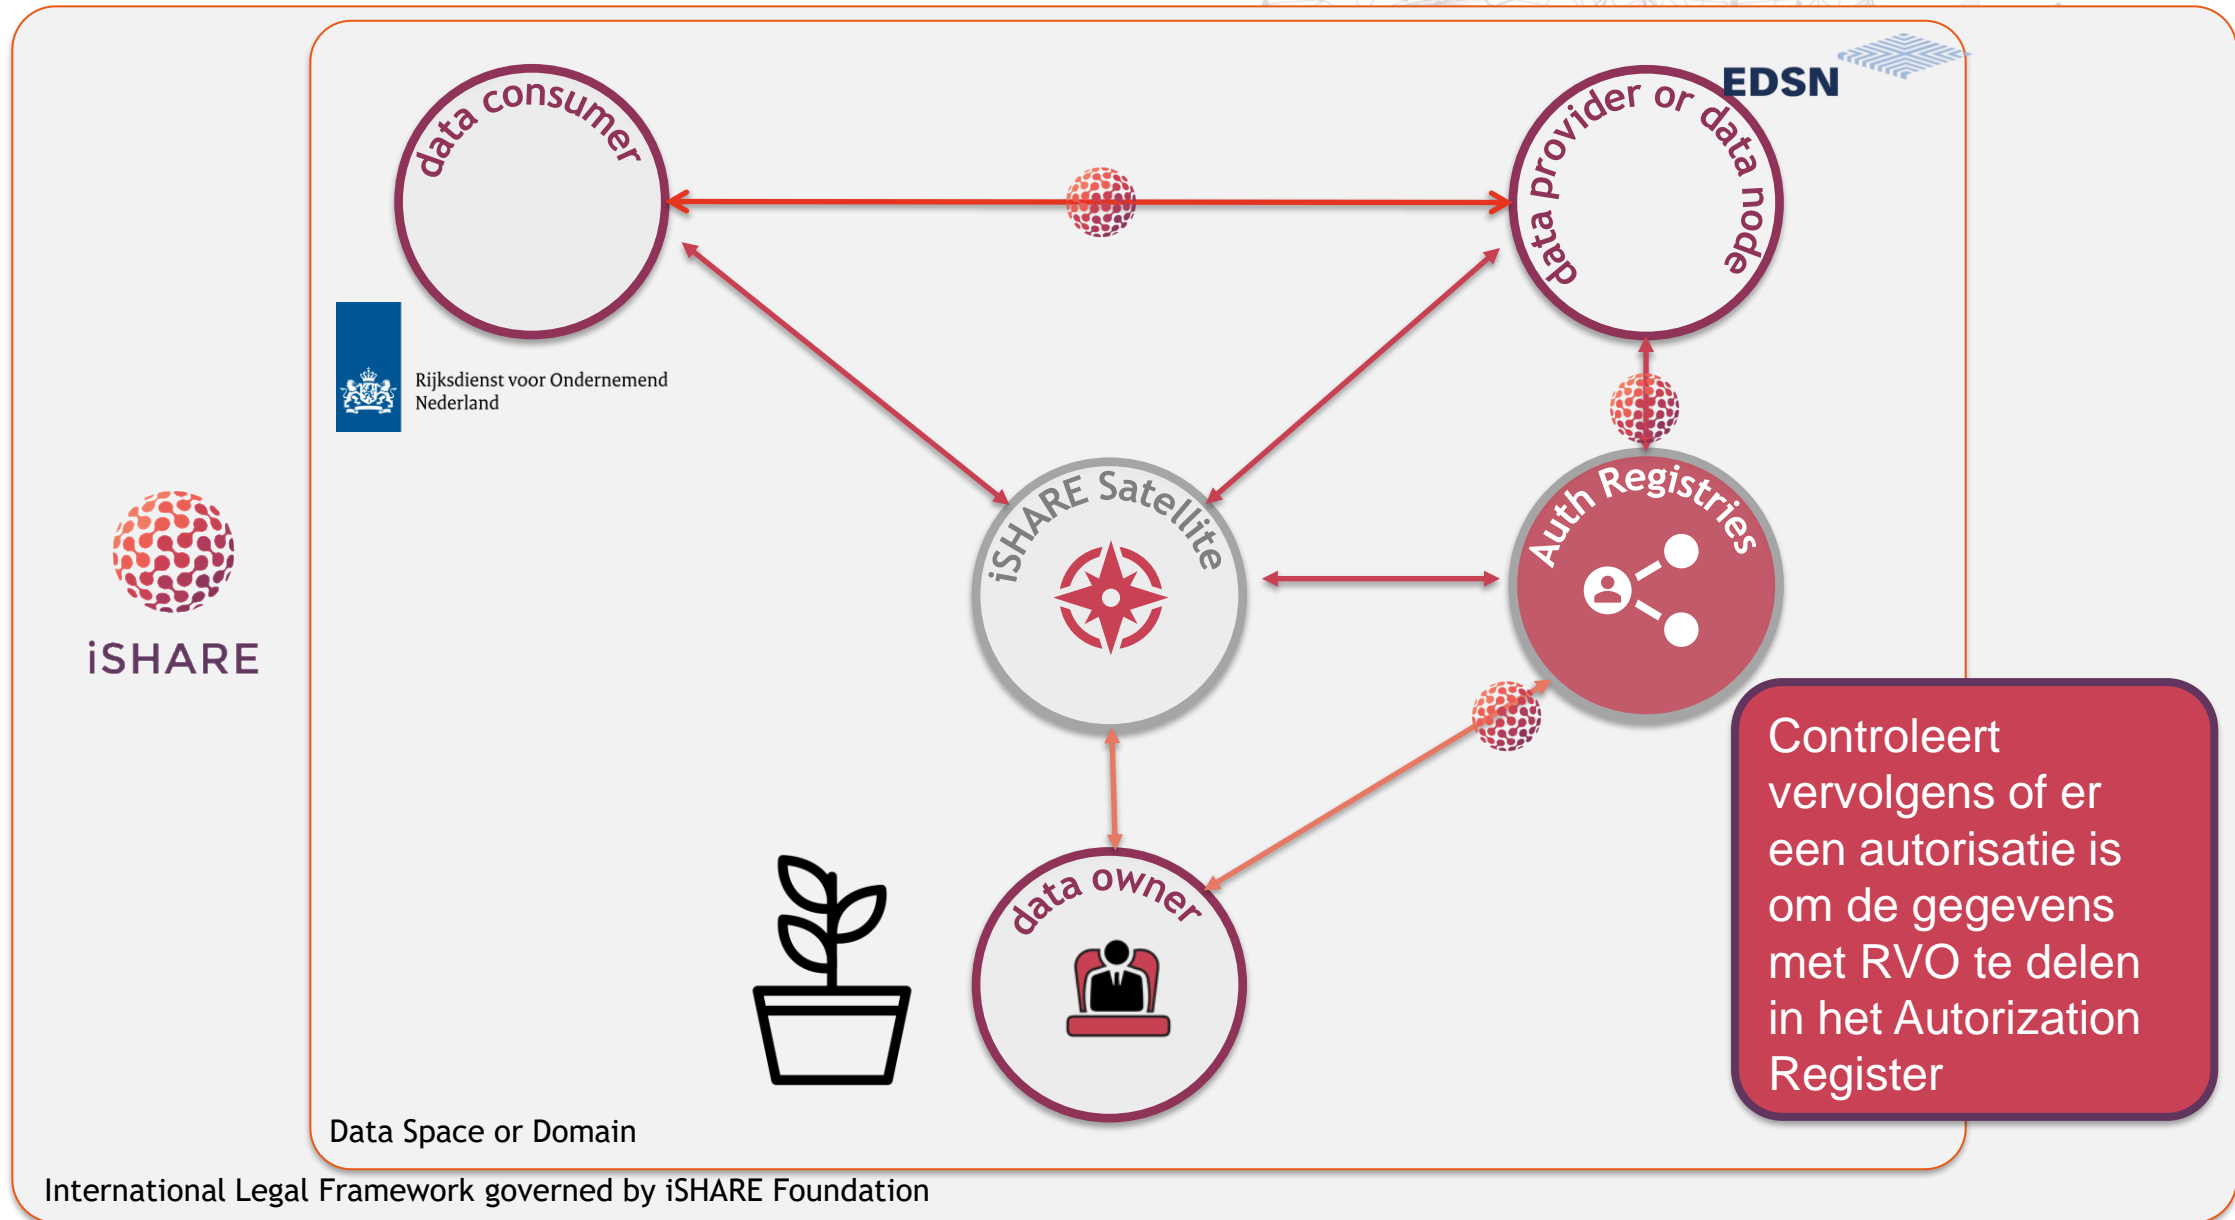 data consumer
EDSN
data provider or data node
Rijksdienst voor Ondernemend
Nederland
iSHARE Satellite
Auth Registries
iSHARE
Controleert
vervolgens of er
een autorisatie is
om de gegevens
met RVO te delen
in het Autorization
Register
data owner
Data Space or Domain
International Legal Framework governed by iSHARE Foundation